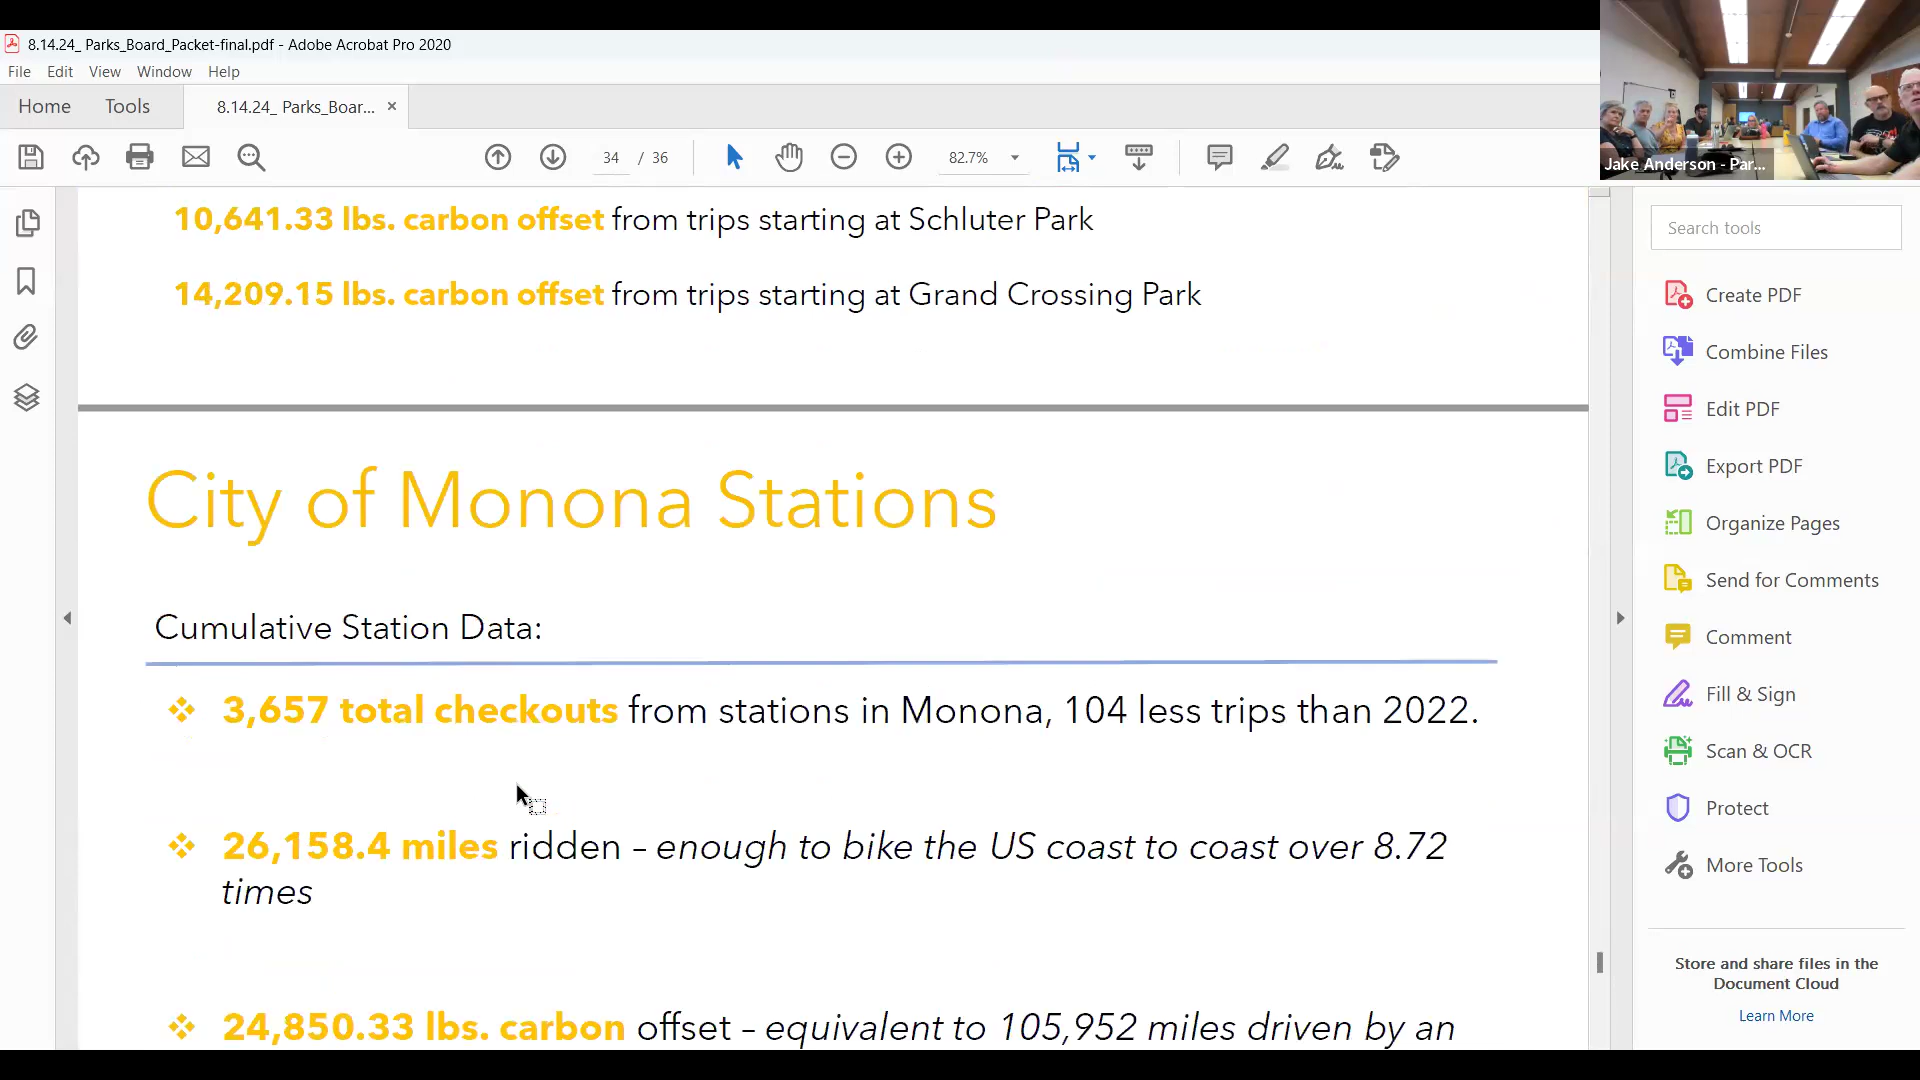 8.14.24_ Parks_Board_Packet-final.pdf - Adobe Acrobat Pro 2020
File Edit View Window Help
Home Tools 8.14.24_ Parks_Boar... ×
34 / 36 82.7%
Jake Anderson - Par...
10,641.33 lbs. carbon offset from trips starting at Schluter Park
14,209.15 lbs. carbon offset from trips starting at Grand Crossing Park
City of Monona Stations
Cumulative Station Data:
❖ 3,657 total checkouts from stations in Monona, 104 less trips than 2022.
❖ 26,158.4 miles ridden – enough to bike the US coast to coast over 8.72
times
❖ 24,850.33 lbs. carbon offset – equivalent to 105,952 miles driven by an
Search tools
Create PDF
Combine Files
Edit PDF
Export PDF
Organize Pages
Send for Comments
Comment
Fill & Sign
Scan & OCR
Protect
More Tools
Store and share files in the
Document Cloud
Learn More